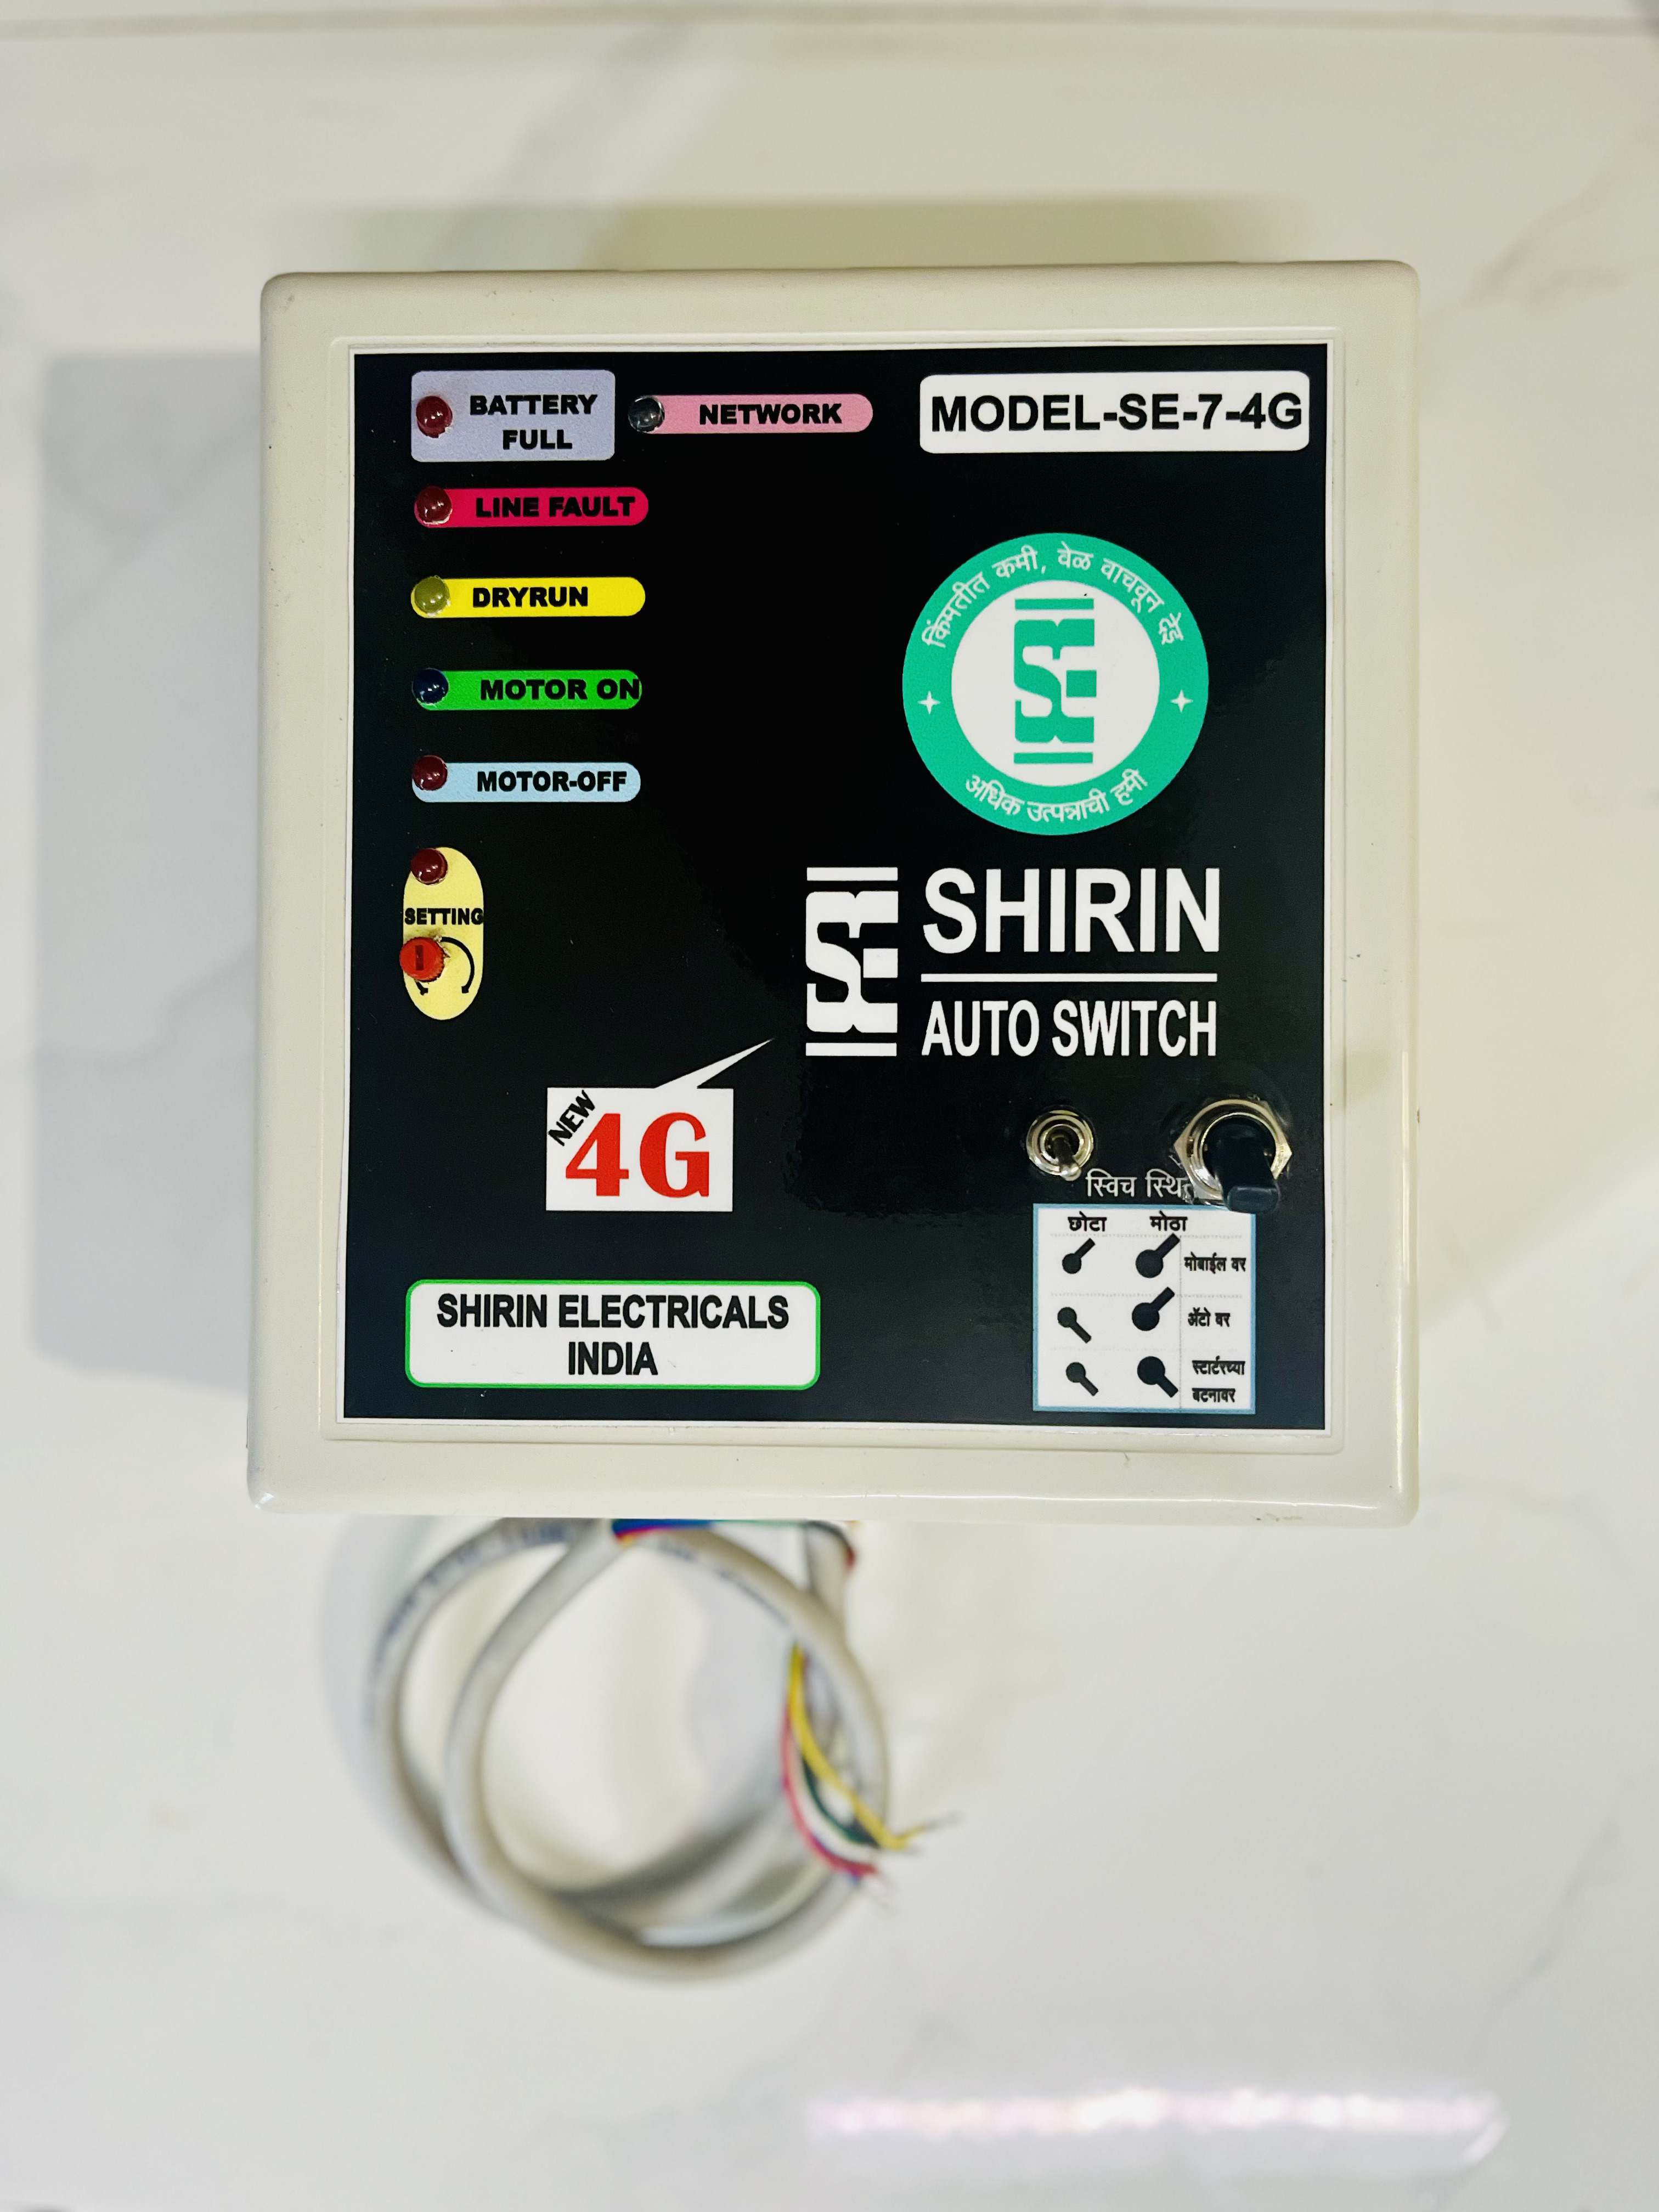 BATTERY
FULL
NETWORK
MODEL-SE-7-4G
LINE FAULT
DRYRUN
MOTOR ON
MOTOR-OFF
किंमतीत कमी, वेळ वाचवून देई
SE
अधिक उत्पन्नाची हमी
SETTING
SE
SHIRIN
AUTO SWITCH
NEW
4G
स्विच
छोटा मोठा
मोबाईल वर
ॲटो वर
स्टार्टरच्या
बटनावर
SHIRIN ELECTRICALS
INDIA